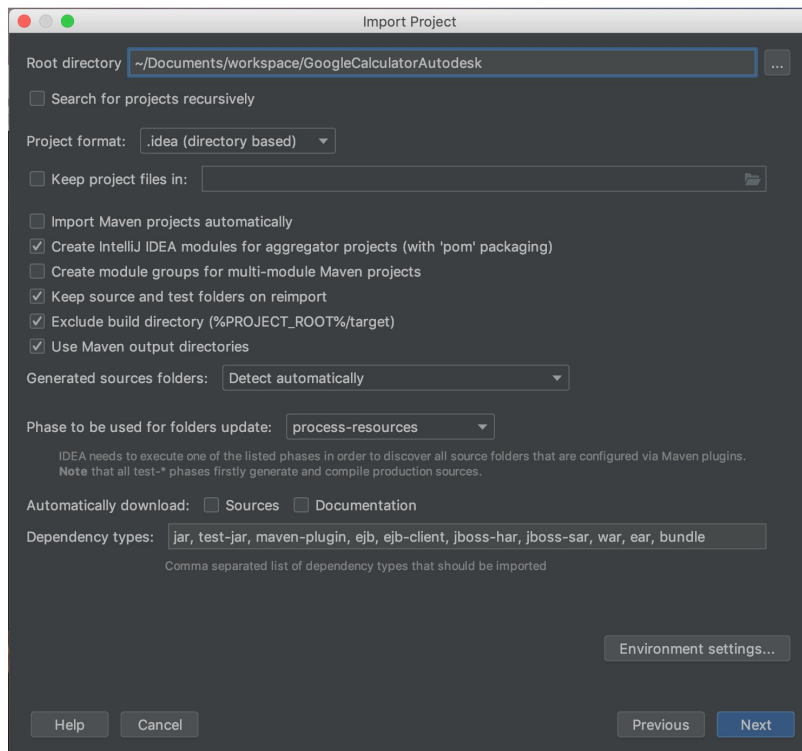 Import Project
Root directory ~/Documents/workspace/GoogleCalculatorAutodesk ...
Search for projects recursively
Project format: .idea (directory based)
Keep project files in:
Import Maven projects automatically
Create IntelliJ IDEA modules for aggregator projects (with 'pom' packaging)
Create module groups for multi-module Maven projects
Keep source and test folders on reimport
Exclude build directory (%PROJECT_ROOT%/target)
Use Maven output directories
Generated sources folders: Detect automatically
Phase to be used for folders update: process-resources
IDEA needs to execute one of the listed phases in order to discover all source folders that are configured via Maven plugins.
Note that all test-* phases firstly generate and compile production sources.
Automatically download: Sources Documentation
Dependency types: jar, test-jar, maven-plugin, ejb, ejb-client, jboss-har, jboss-sar, war, ear, bundle
Comma separated list of dependency types that should be imported
Environment settings...
Help Cancel Previous Next